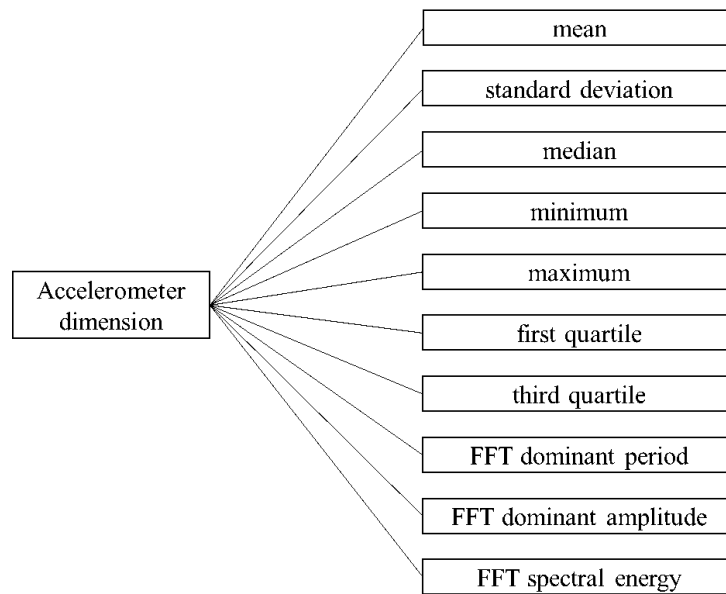 mean
standard deviation
median
minimum
maximum
Accelerometer
dimension
first quartile
third quartile
FFT dominant period
FFT dominant amplitude
FFT spectral energy